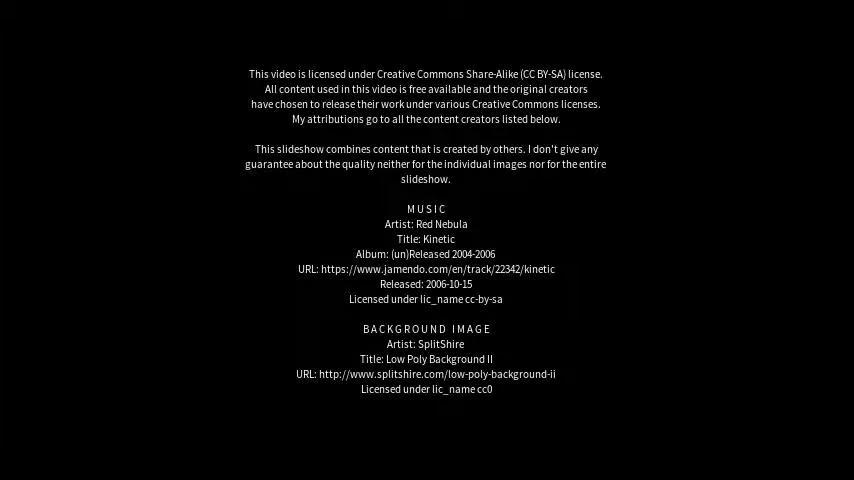 This video is licensed under Creative Commons Share-Alike (CC BY-SA) license.
All content used in this video is free available and the original creators
have chosen to release their work under various Creative Commons licenses.
My attributions go to all the content creators listed below.
This slideshow combines content that is created by others. I don't give any
guarantee about the quality neither for the individual images nor for the entire
slideshow.
MUSIC
Artist: Red Nebula
Title: Kinetic
Album: (un)Released 2004-2006
URL: https://www.jamendo.com/en/track/22342/kinetic
Released: 2006-10-15
Licensed under lic_name cc-by-sa
BACKGROUND IMAGE
Artist: SplitShire
Title: Low Poly Background II
URL: http://www.splitshire.com/low-poly-background-ii
Licensed under lic_name cc0